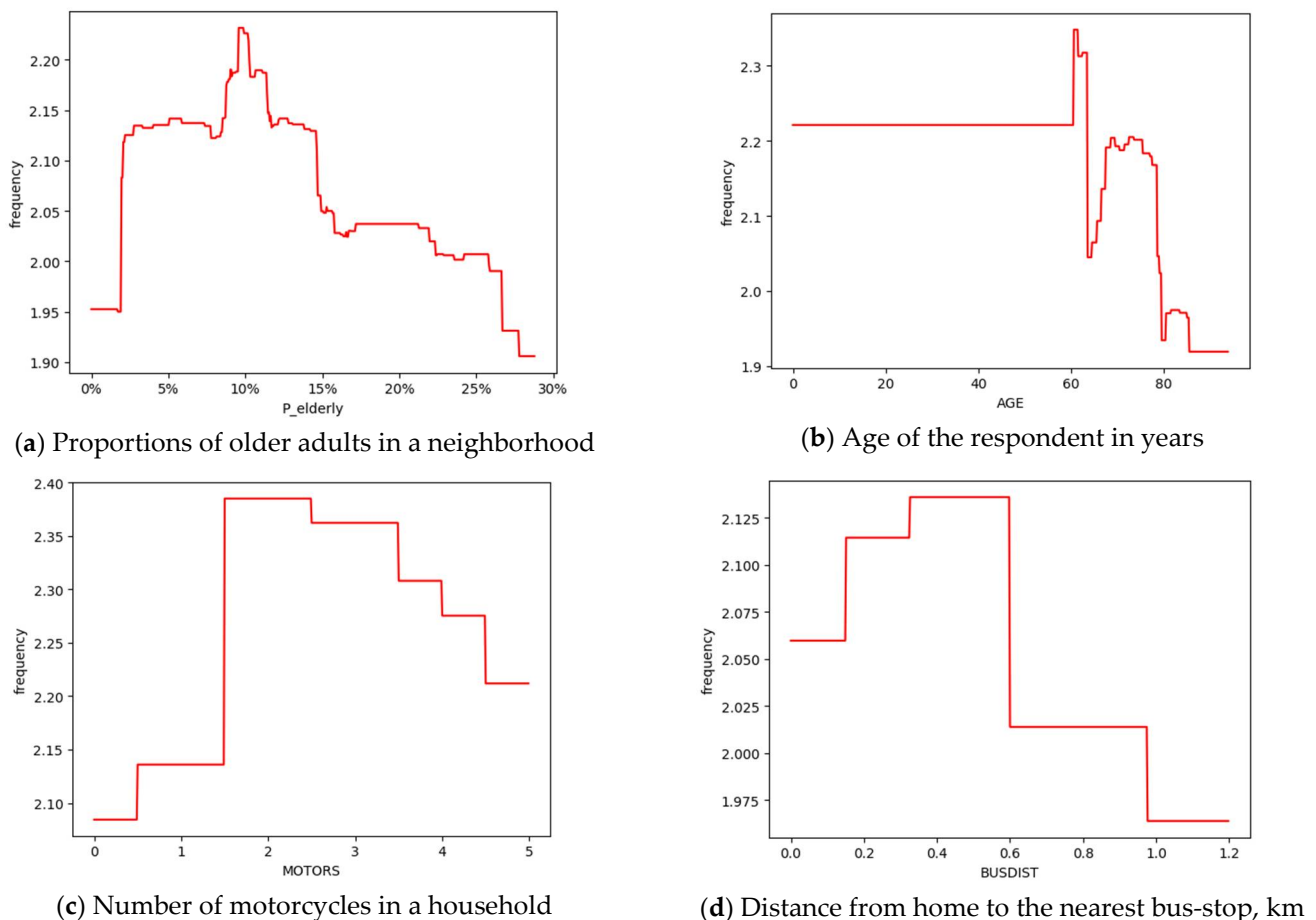 2.20
2.15
2.10
2.05
2.00
1.95
1.90
frequency
0% 5% 10% 15% 20% 25% 30%
P_elderly
(a) Proportions of older adults in a neighborhood
2.3
2.2
2.1
2.0
1.9
frequency
0 20 40 60 80
AGE
(b) Age of the respondent in years
2.40
2.35
2.30
2.25
2.20
2.15
2.10
frequency
0 1 2 3 4 5
MOTORS
(c) Number of motorcycles in a household
2.125
2.100
2.075
2.050
2.025
2.000
1.975
frequency
0.0 0.2 0.4 0.6 0.8 1.0 1.2
BUSDIST
(d) Distance from home to the nearest bus-stop, km